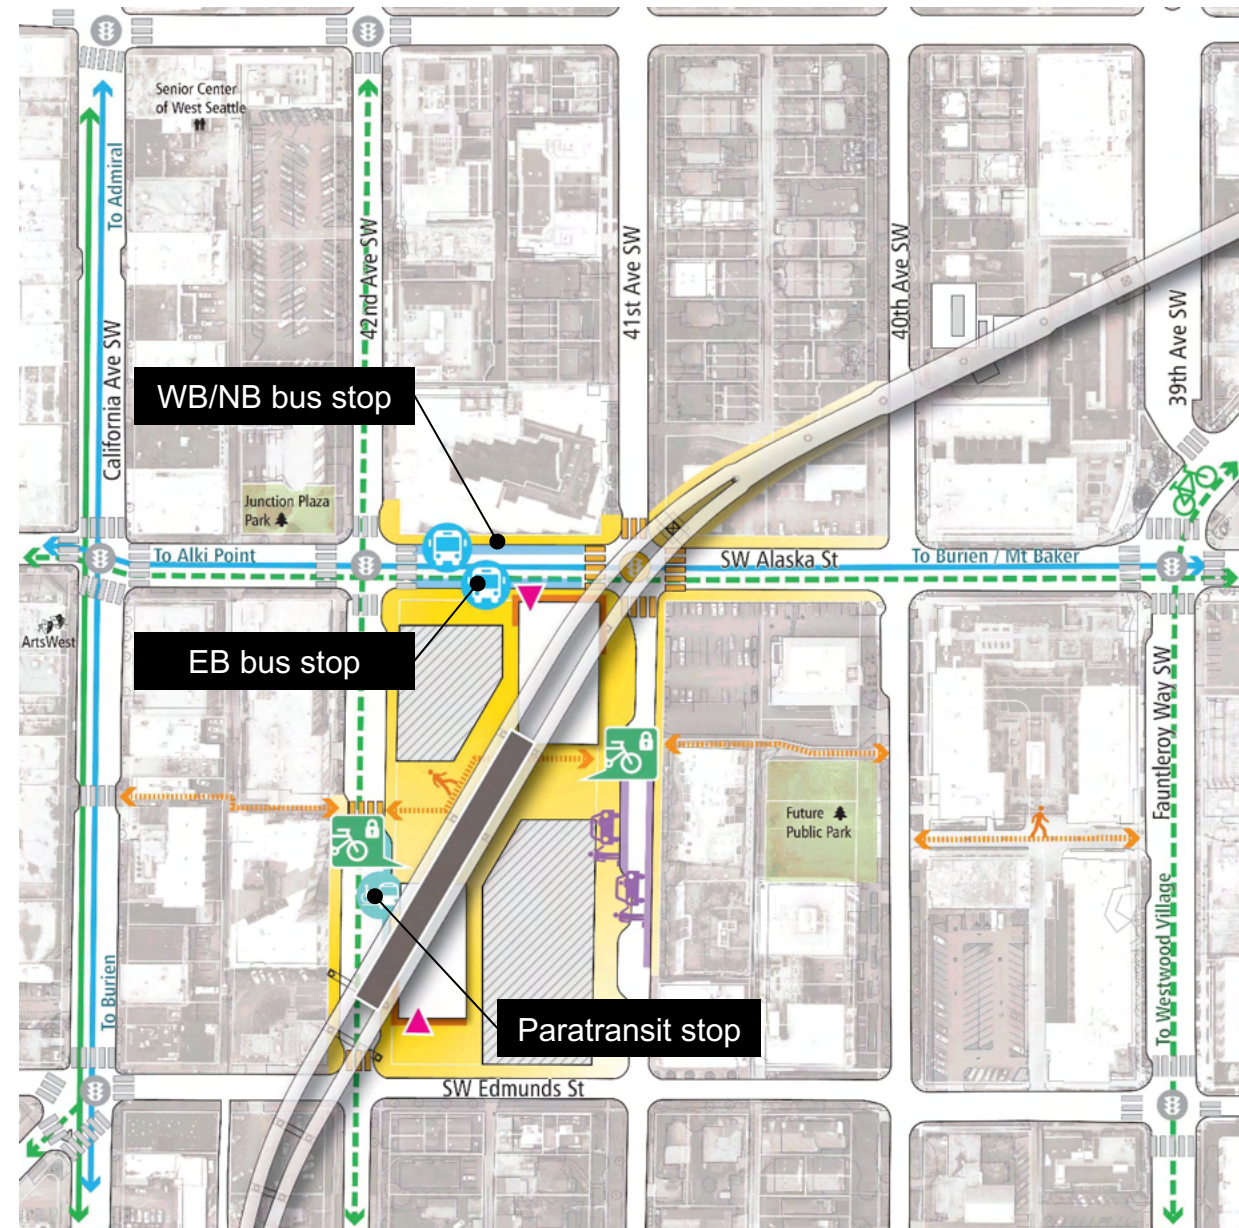 Senior Center
of West Seattle
To Admiral
California Ave SW
42nd Ave SW
41st Ave SW
40th Ave SW
39th Ave SW
WB/NB bus stop
Junction Plaza
Park
To Alki Point
SW Alaska St
To Burien / Mt Baker
ArtsWest
EB bus stop
Fauntleroy Way SW
Future
Public Park
To Westwood Village
To Burien
Paratransit stop
SW Edmunds St